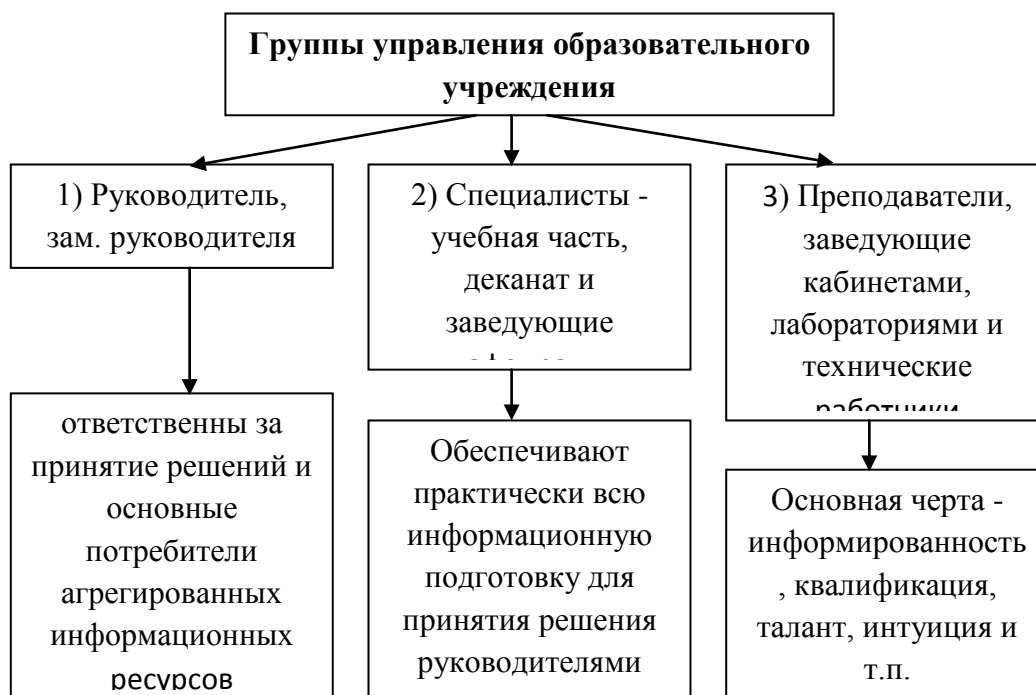 Группы управления образовательного
учреждения
1) Руководитель,
зам. руководителя
2) Специалисты -
учебная часть,
деканат и
заведующие
3) Преподаватели,
заведующие
кабинетами,
лабораториями и
технические
работники
ответственны за
принятие решений и
основные
потребители
агрегированных
информационных
ресурсов
Обеспечивают
практически всю
информационную
подготовку для
принятия решения
руководителями
Основная черта -
информированность
, квалификация,
талант, интуиция и
т.п.